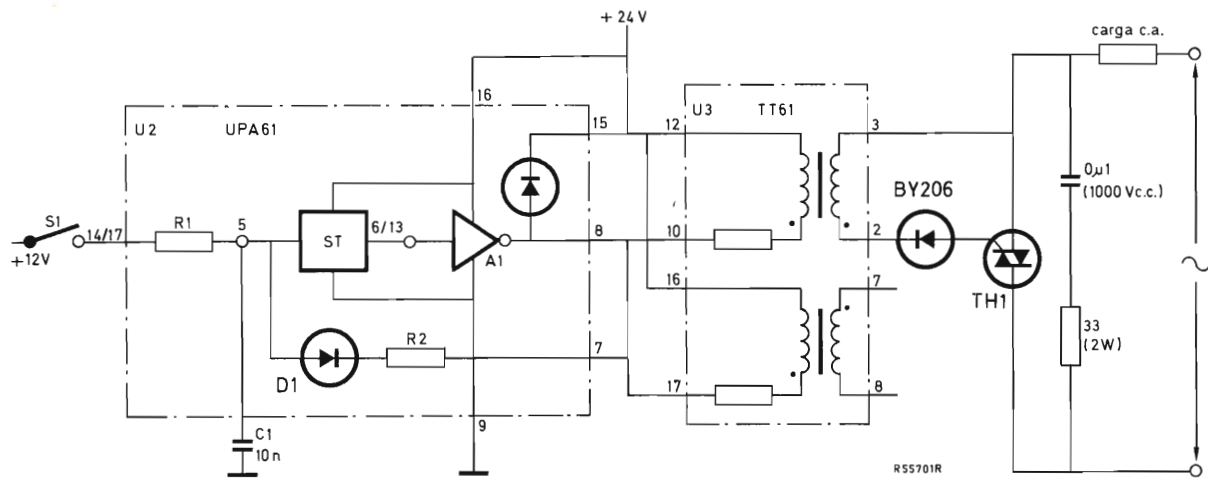 + 24 V
carga c.a.
16
U2 UPA61
15
12
U3 TT61
3
S1
+12V
14/17
R1
5
ST
6/13
A1
8
10
2
BY206
TH1
0µ1
(1000 Vc.c.)
16
7
33
(2W)
D1
R2
7
17
8
9
C1
10n
RS5701R
~